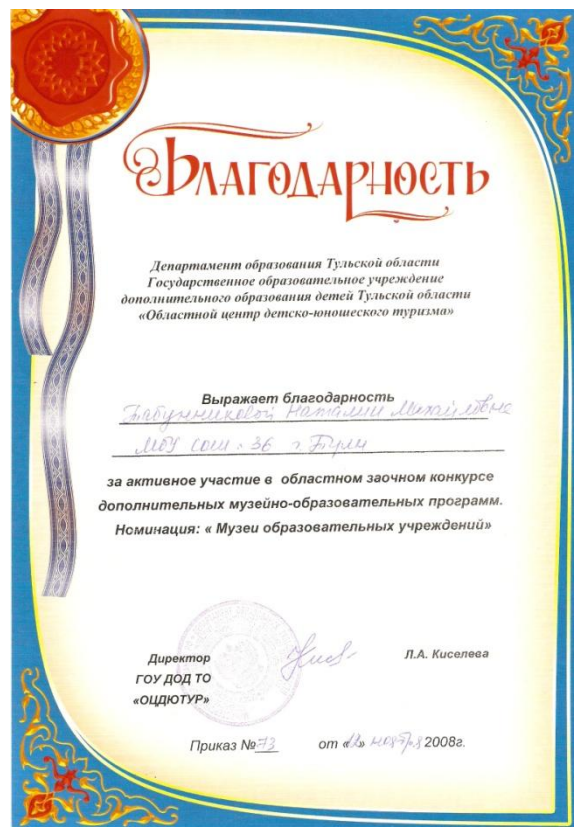 Благодарность
Департамент образования Тульской области
Государственное образовательное учреждение
дополнительного образования детей Тульской области
«Областной центр детско-юношеского туризма»
Выражает благодарность
Бабунниковой Наталии Михайловне
МОУ сош - 36 г. Тулы
за активное участие в областном заочном конкурсе
дополнительных музейно-образовательных программ.
Номинация: « Музеи образовательных учреждений»
Директор
ГОУ ДОД ТО
«ОЦДЮТУР»
Л.А. Киселева
Приказ №73 от «12» ноября 2008г.